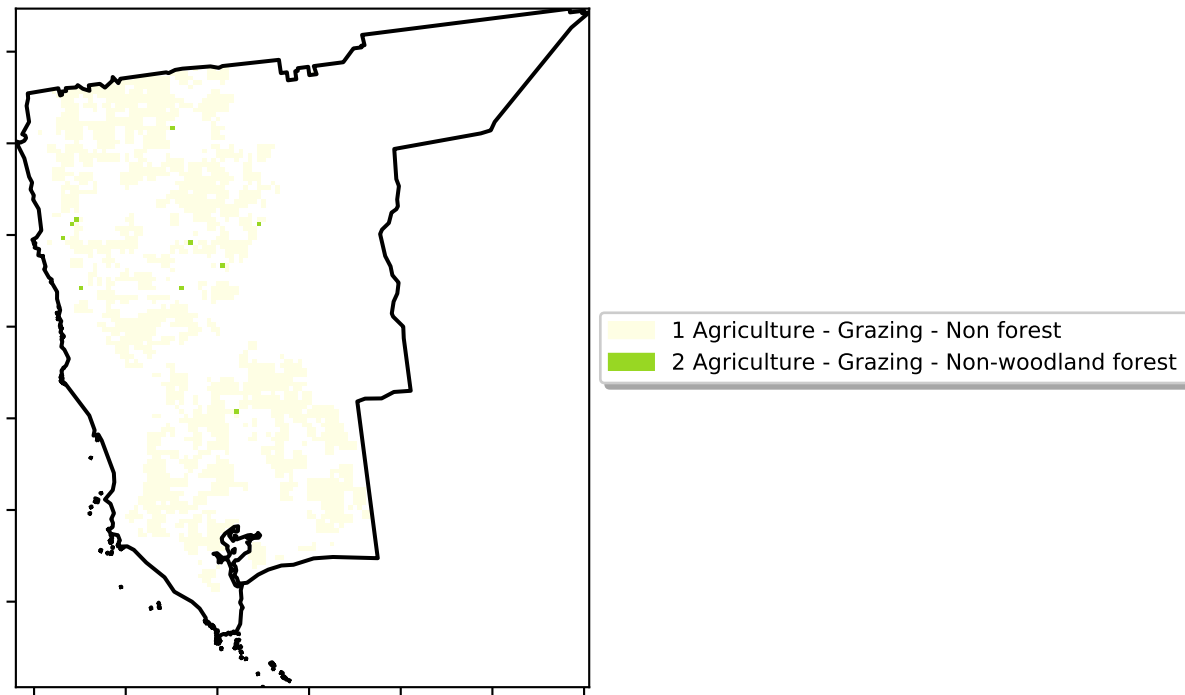 1 Agriculture - Grazing - Non forest
2 Agriculture - Grazing - Non-woodland forest